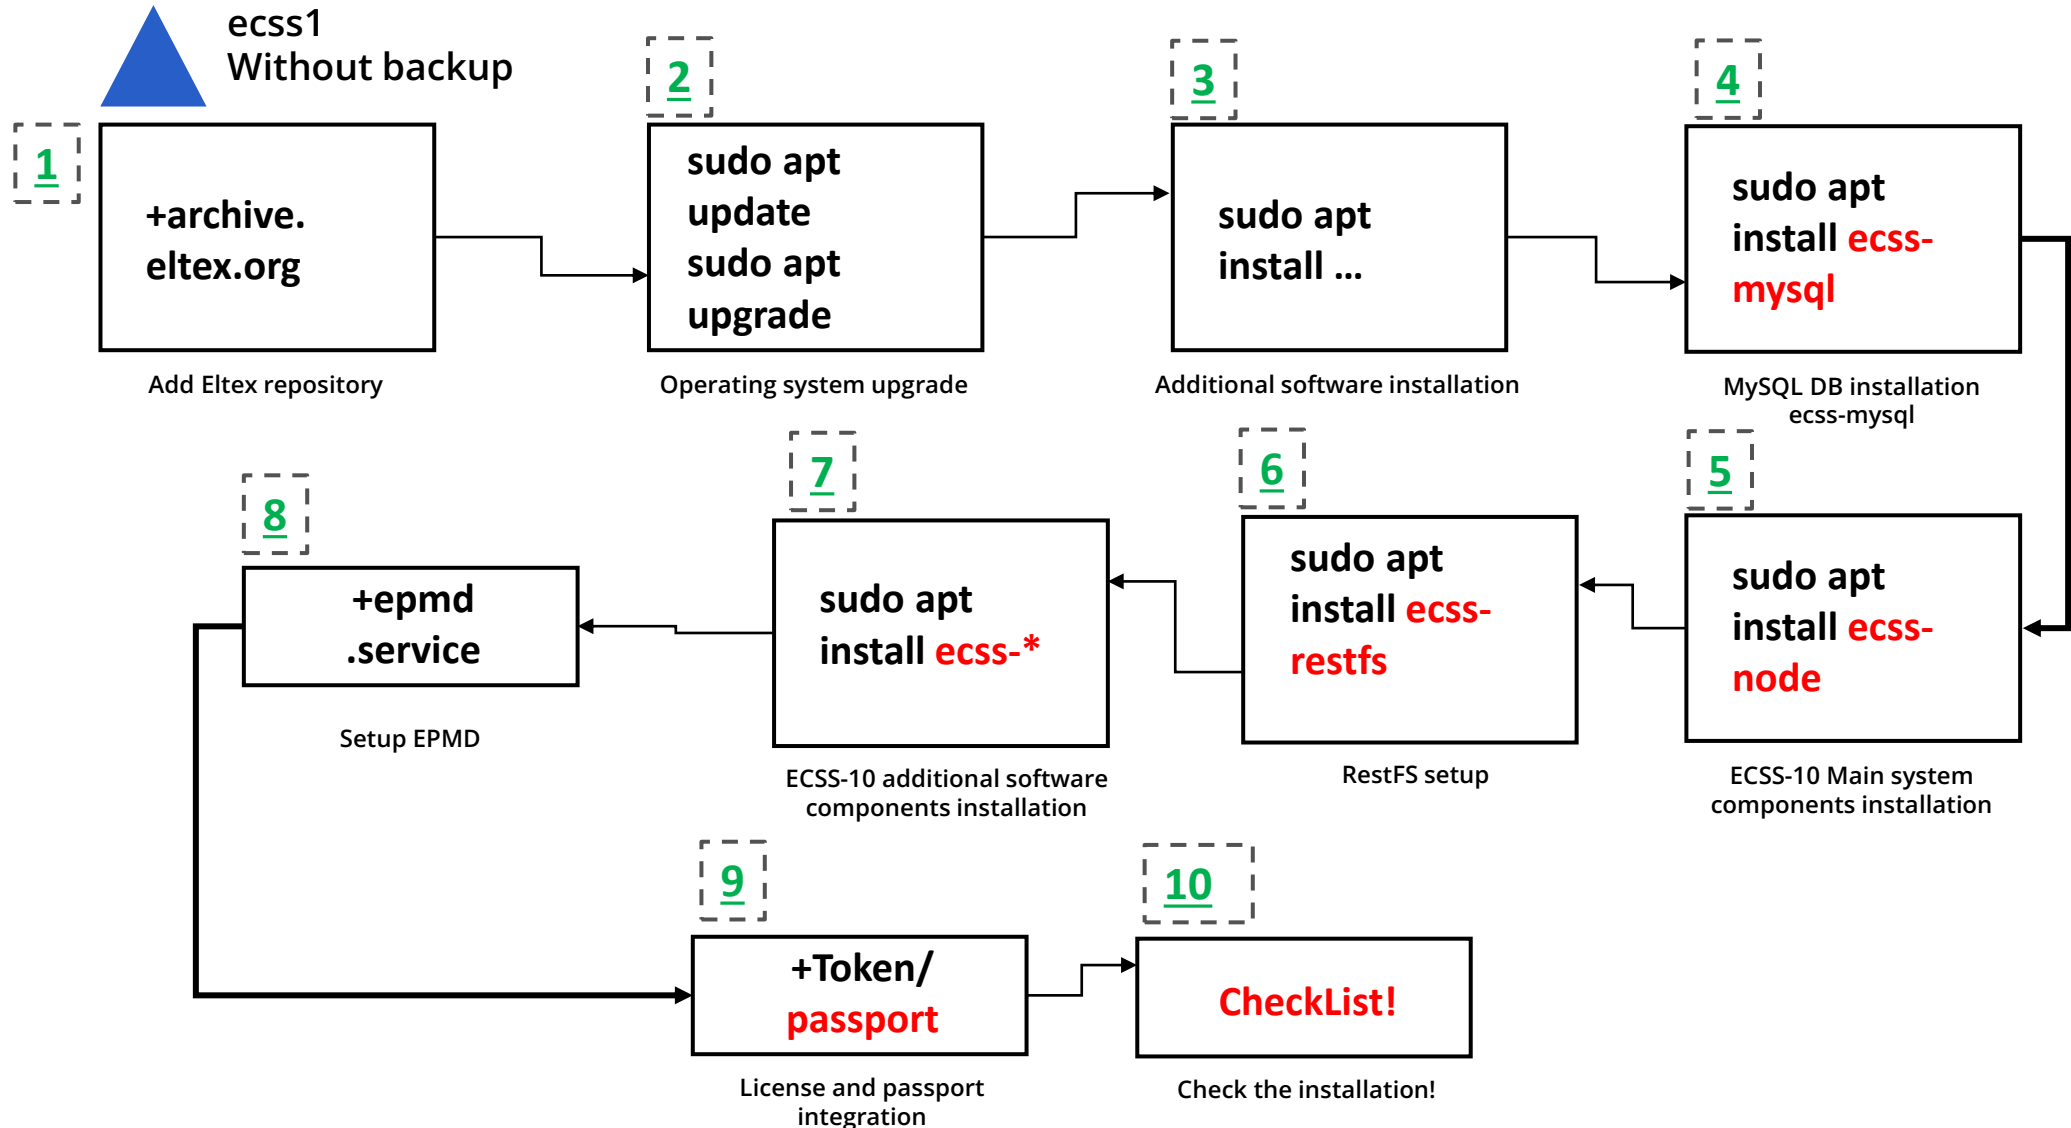 ecss1
Without backup
1
+archive.
eltex.org
Add Eltex repository
2
sudo apt
update
sudo apt
upgrade
Operating system upgrade
3
sudo apt
install ...
Additional software installation
4
sudo apt
install ecss-
mysql
MySQL DB installation
ecss-mysql
5
sudo apt
install ecss-
node
ECSS-10 Main system
components installation
6
sudo apt
install ecss-
restfs
RestFS setup
7
sudo apt
install ecss-*
ECSS-10 additional software
components installation
8
+epmd
.service
Setup EPMD
9
+Token/
passport
License and passport
integration
10
CheckList!
Check the installation!